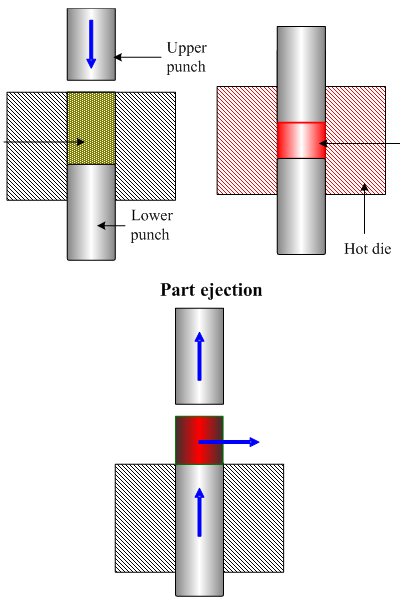 Upper
punch
Lower
punch
Hot die
Part ejection